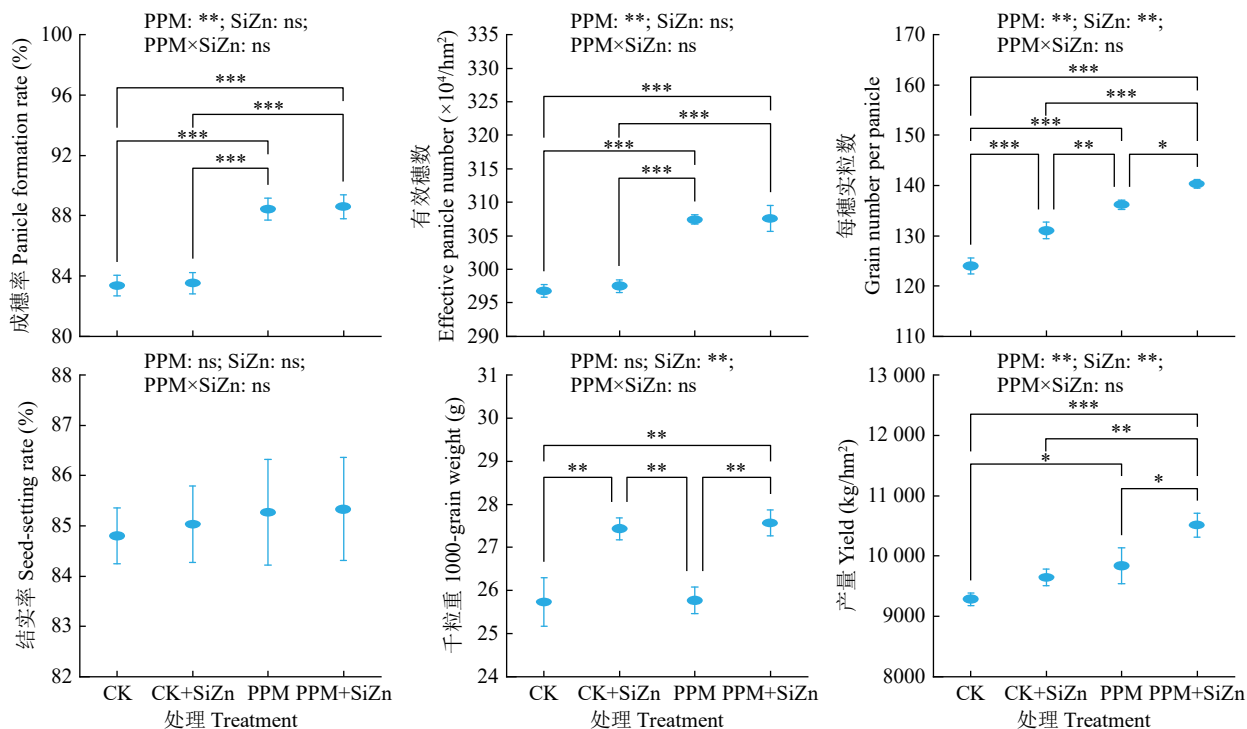 PPM: **; SiZn: ns;
PPM×SiZn: ns
成穗率 Panicle formation rate (%)
100
96
92
88
84
80
***
***
***
***
PPM: **; SiZn: ns;
PPM×SiZn: ns
有效穗数
Effective panicle number (×10⁴/hm²)
335
330
325
320
315
310
307
300
295
290
***
***
***
***
PPM: **; SiZn: **;
PPM×SiZn: ns
每穗实粒数
Grain number per panicle
170
160
150
140
130
120
110
***
***
***
***
**
*
PPM: ns; SiZn: ns;
PPM×SiZn: ns
结实率 Seed-setting rate (%)
88
87
86
85
84
83
82
CK
CK+SiZn
PPM
PPM+SiZn
处理 Treatment
PPM: ns; SiZn: **;
PPM×SiZn: ns
千粒重 1000-grain weight (g)
31
30
29
28
27
26
25
24
**
**
**
**
CK
CK+SiZn
PPM
PPM+SiZn
处理 Treatment
PPM: **; SiZn: **;
PPM×SiZn: ns
产量 Yield (kg/hm²)
13 000
12 000
11 000
10 000
9000
8000
***
**
*
*
CK
CK+SiZn
PPM
PPM+SiZn
处理 Treatment